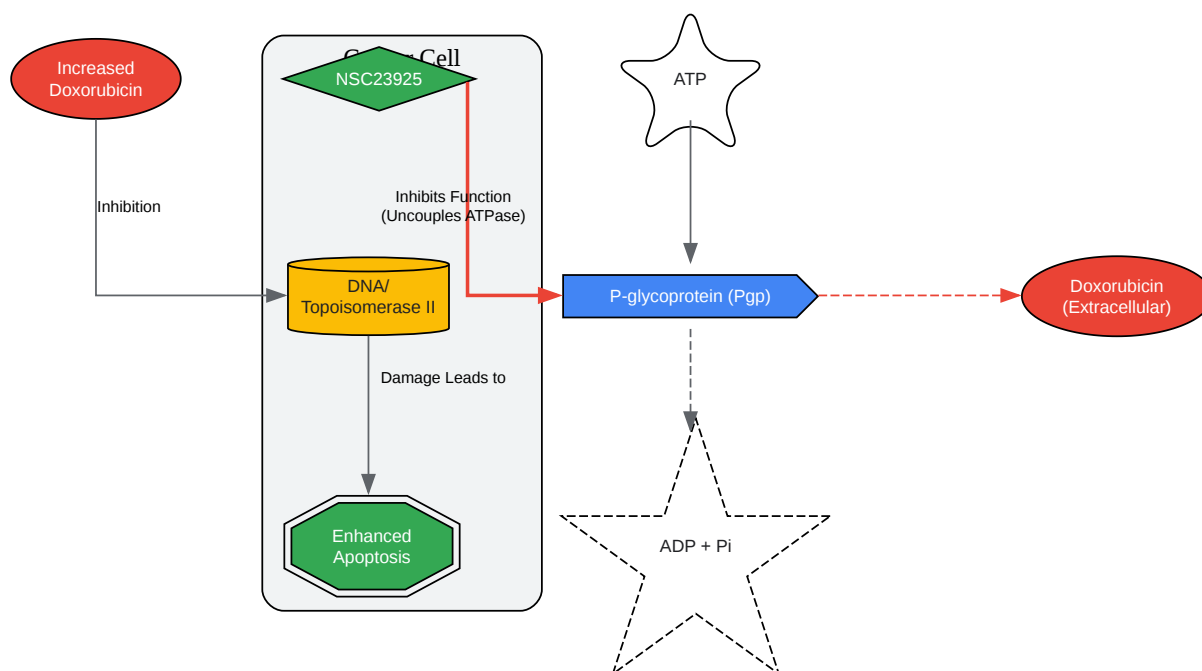 Increased
Doxorubicin
Cell
NSC23925
ATP
Inhibition
Inhibits Function
(Uncouples ATPase)
DNA/
Topoisomerase II
P-glycoprotein (Pgp)
Doxorubicin
(Extracellular)
Damage Leads to
Enhanced
Apoptosis
ADP + Pi